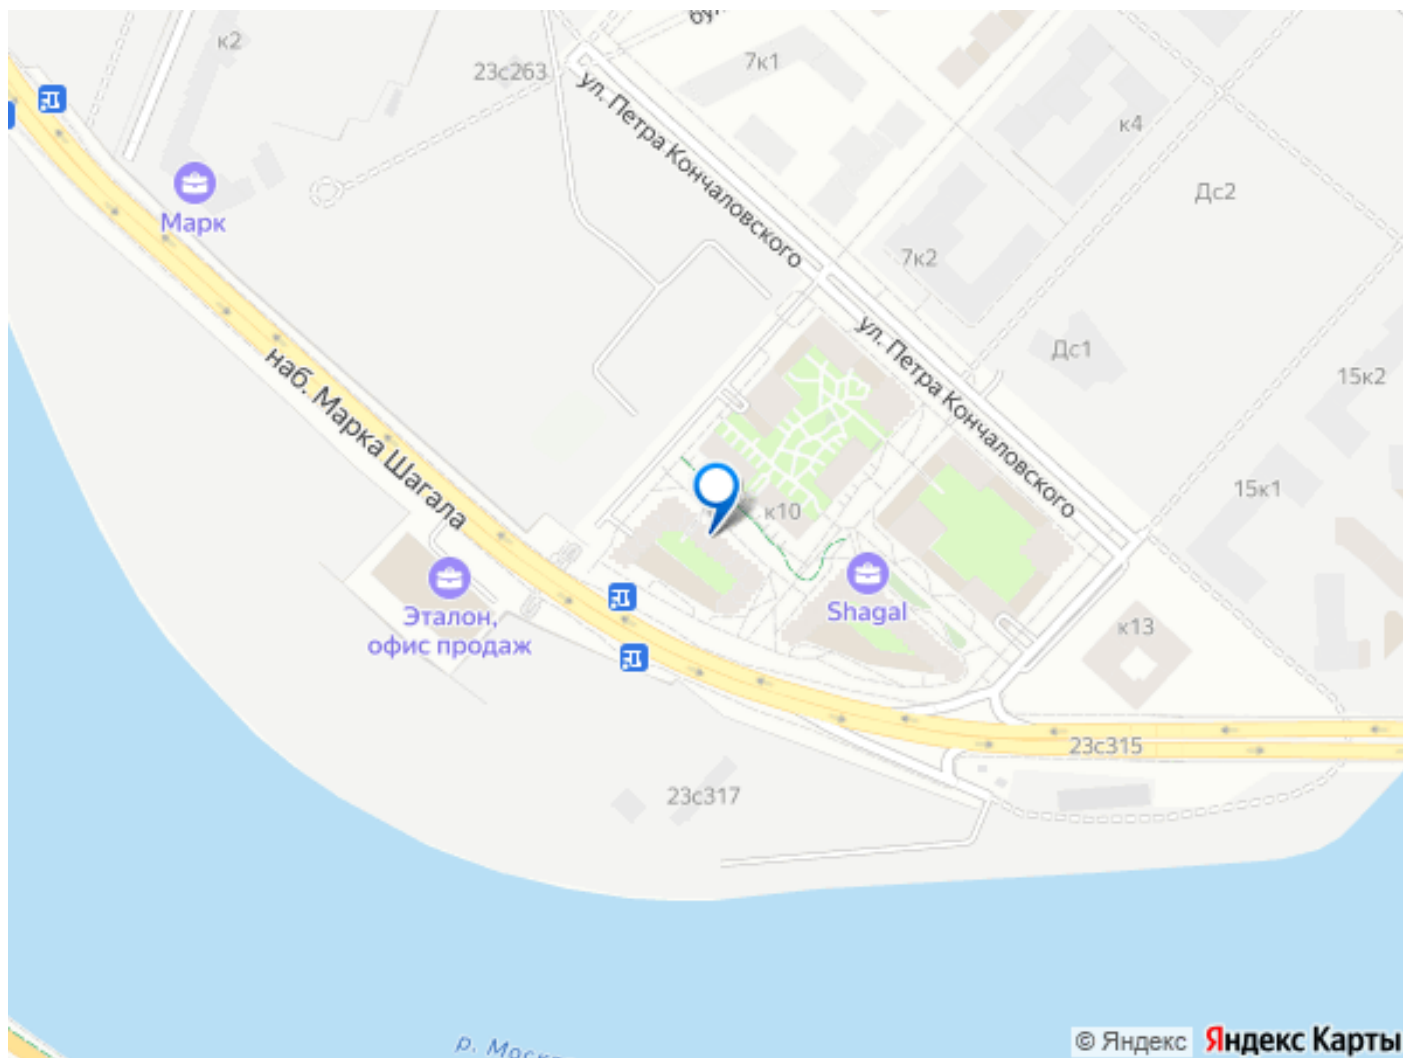 к2
23с263
7к1
ул. Петра Кончаловского
к4
Марк
Дс2
7к2
ул. Петра Кончаловского
Дс1
15к2
наб. Марка Шагала
15к1
к10
Эталон,
офис продаж
Shagal
к13
23с315
23с317
р.
© Яндекс
Яндекс Карты